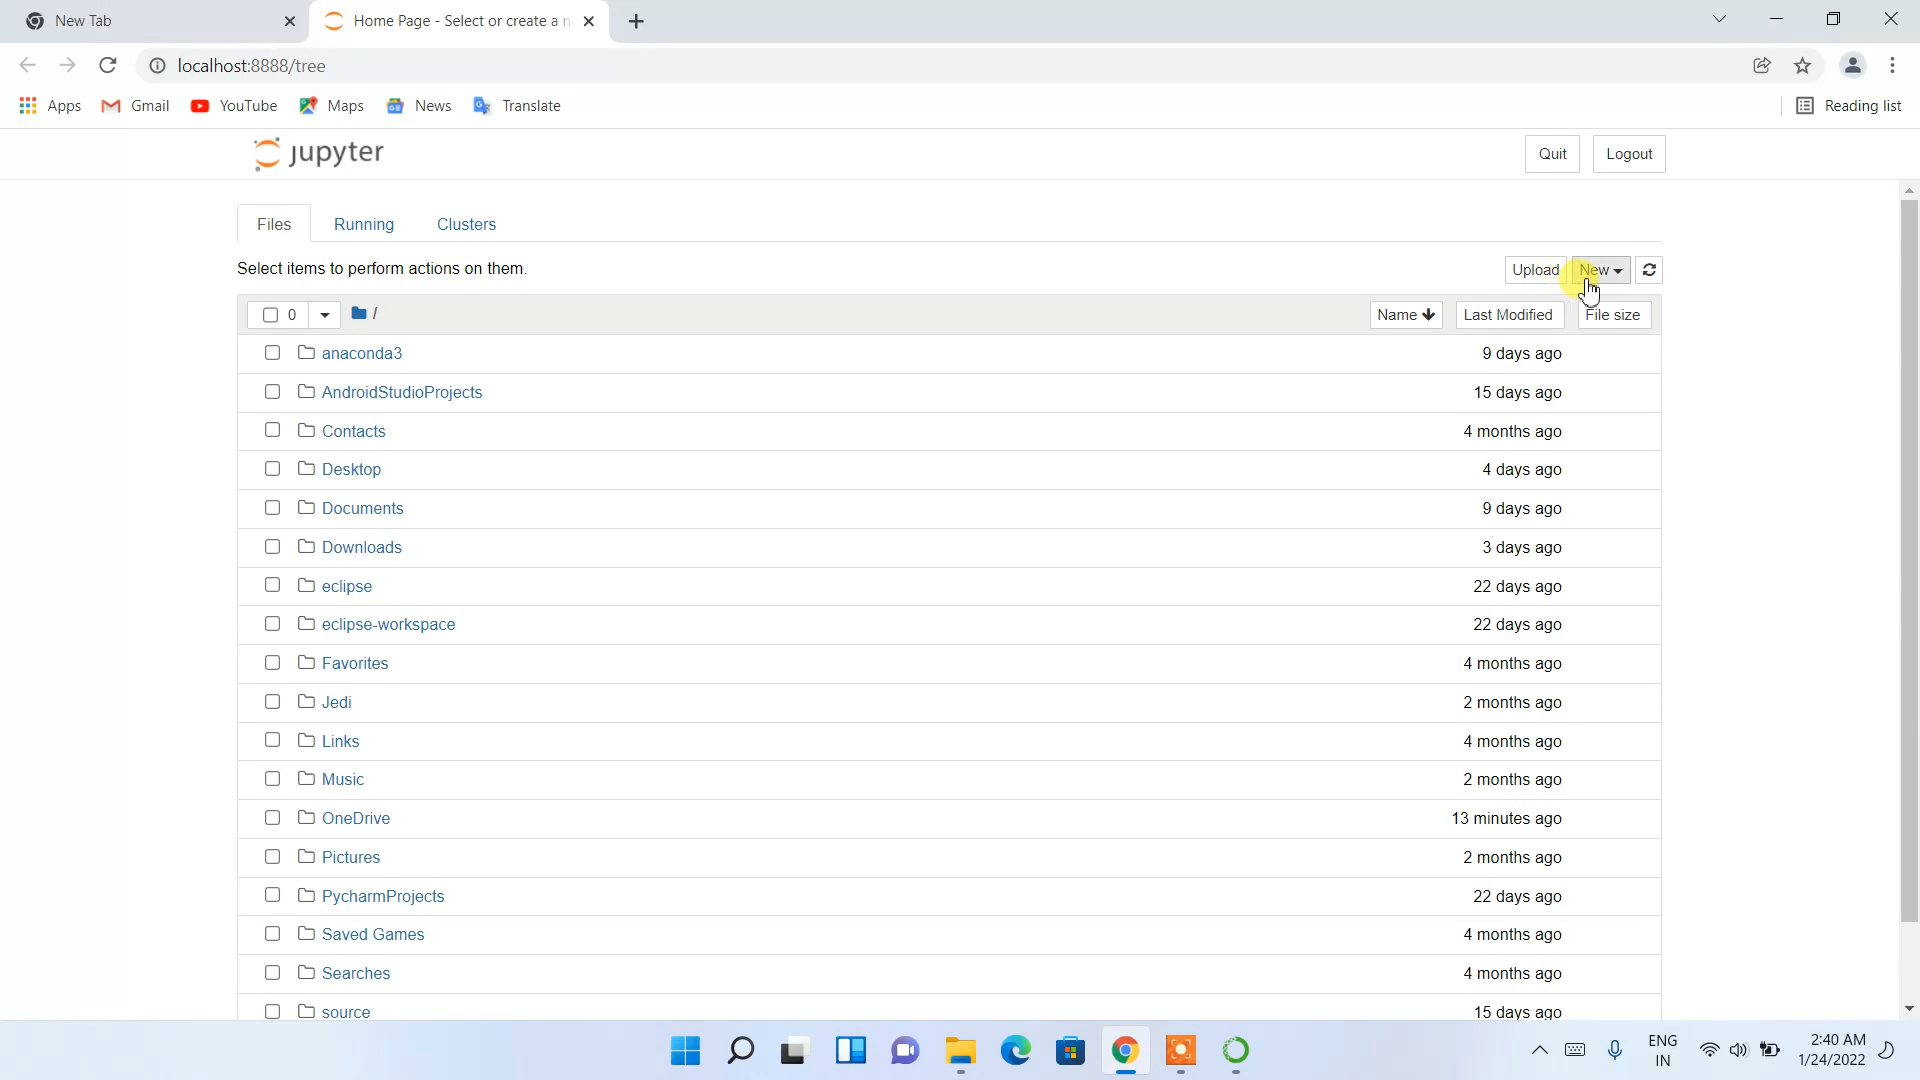 New Tab
Home Page - Select or create a n
localhost:8888/tree
Apps Gmail YouTube Maps News Translate Reading list
jupyter Quit Logout
Files Running Clusters
Select items to perform actions on them. Upload New
0 / Name Last Modified File size
anaconda3 9 days ago
AndroidStudioProjects 15 days ago
Contacts 4 months ago
Desktop 4 days ago
Documents 9 days ago
Downloads 3 days ago
eclipse 22 days ago
eclipse-workspace 22 days ago
Favorites 4 months ago
Jedi 2 months ago
Links 4 months ago
Music 2 months ago
OneDrive 13 minutes ago
Pictures 2 months ago
PycharmProjects 22 days ago
Saved Games 4 months ago
Searches 4 months ago
source 15 days ago
ENG 2:40 AM
IN 1/24/2022